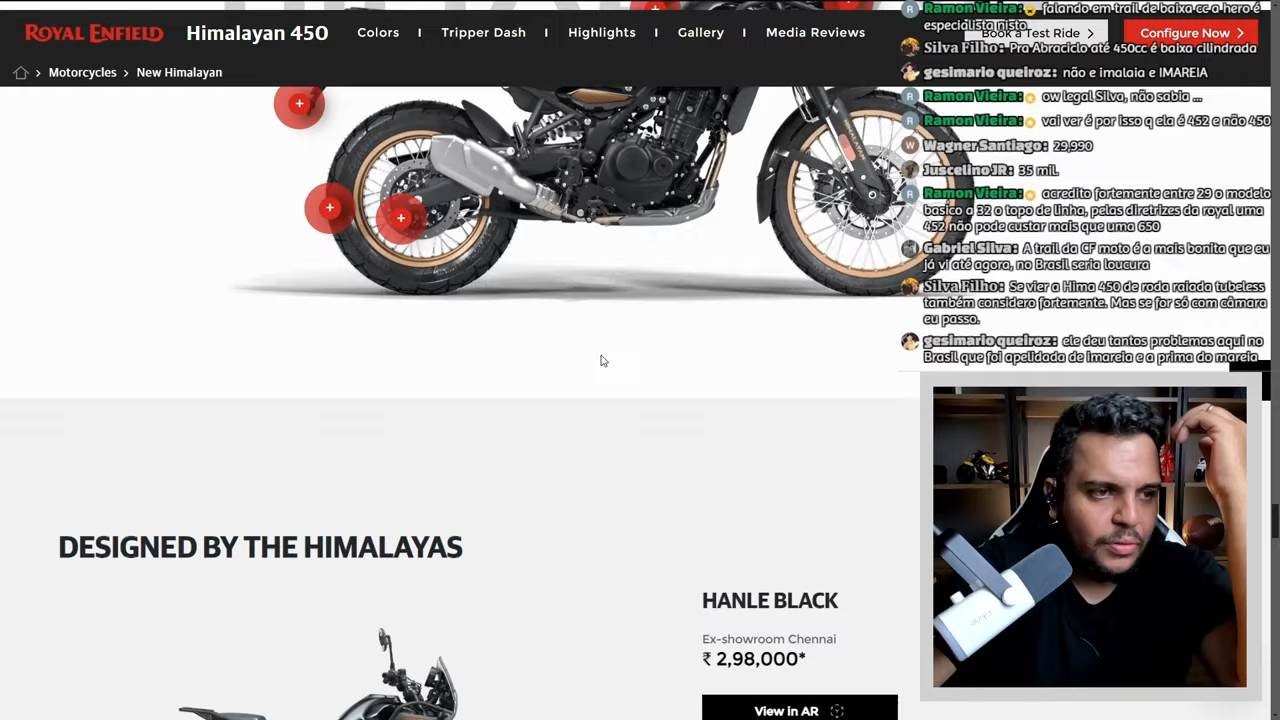 ROYAL ENFIELD
Himalayan 450
Colors
Tripper Dash
Highlights
Gallery
Media Reviews
Book a Test Ride
Configure Now
Motorcycles
New Himalayan
HIMALAYAN
DESIGNED BY THE HIMALAYAS
HANLE BLACK
Ex-showroom Chennai
₹ 2,98,000*
View in AR
Ramon Vieira: falando em trail de baixa cc a hero é
especialista nisto
Silva Filho: Pra Abraciclo até 450cc é baixa cilindrada
gesimario queiroz: não e imalaia e IMAREIA
Ramon Vieira: ow legal Silva, não sabia ...
Ramon Vieira: vai ver é por isso q ela é 452 e não 450
Wagner Santiago: 29,990
Juscelino JR: 35 mil
Ramon Vieira: acredito fortemente entre 29 o modelo
basico a 32 o topo de linha, pelas diretrizes da royal uma
452 não pode custar mais que uma 650
Gabriel Silva: A trail da CF moto é a mais bonita que eu
já vi até agora, no Brasil seria loucura
Silva Filho: Se vier a Hima 450 de roda raiada tubeless
também considero fortemente. Mas se for só com câmara
eu passo.
gesimario queiroz: ele deu tantos problemas aqui no
Brasil que foi apelidada de imareia e a prima do mareia